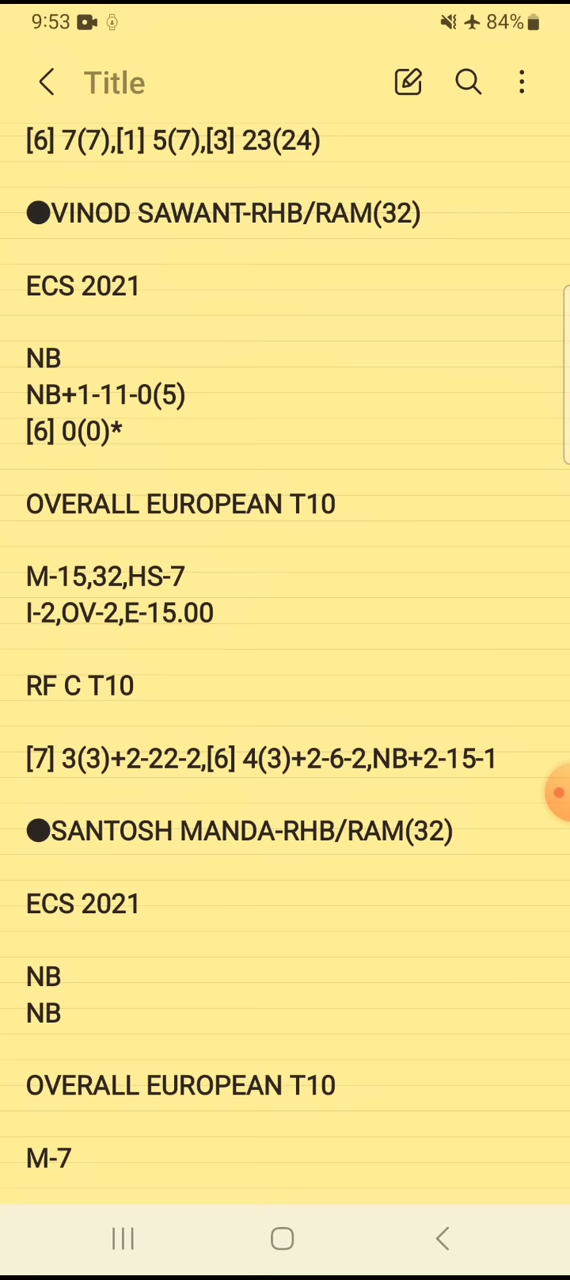 9:53
84%
Title
[6] 7(7),[1] 5(7),[3] 23(24)
●VINOD SAWANT-RHB/RAM(32)
ECS 2021
NB
NB+1-11-0(5)
[6] 0(0)*
OVERALL EUROPEAN T10
M-15,32,HS-7
I-2,OV-2,E-15.00
RF C T10
[7] 3(3)+2-22-2,[6] 4(3)+2-6-2,NB+2-15-1
●SANTOSH MANDA-RHB/RAM(32)
ECS 2021
NB
NB
OVERALL EUROPEAN T10
M-7